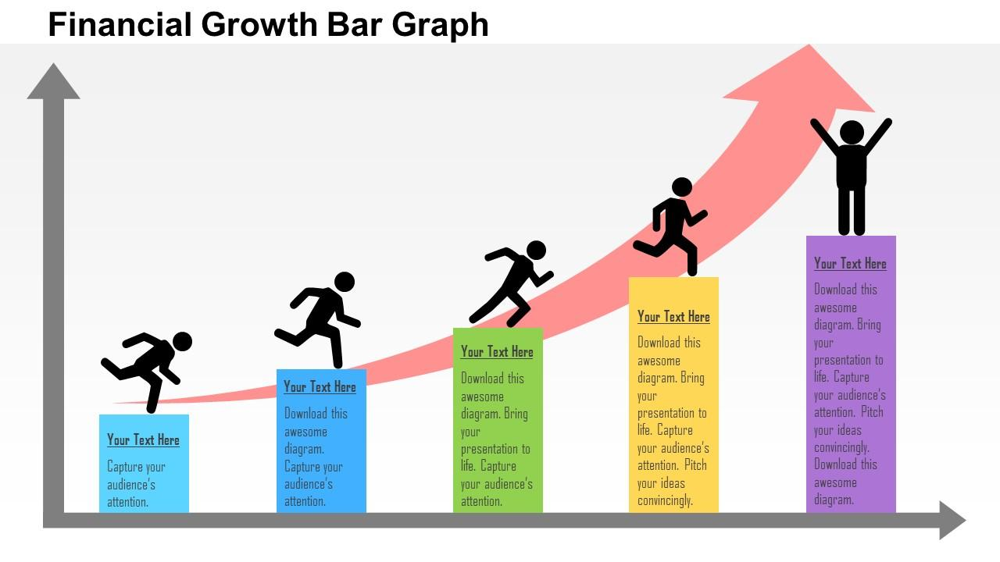 Financial Growth Bar Graph
Your Text Here
Capture your
audience's
attention.
Your Text Here
Download this
awesome
diagram.
Capture your
audience's
attention.
Your Text Here
Download this
awesome
diagram. Bring
your
presentation to
life. Capture
your audience's
attention.
Your Text Here
Download this
awesome
diagram. Bring
your
presentation to
life. Capture
your audience's
attention. Pitch
your ideas
convincingly.
Your Text Here
Download this
awesome
diagram. Bring
your
presentation to
life. Capture
your audience's
attention. Pitch
your ideas
convincingly.
Download this
awesome
diagram.